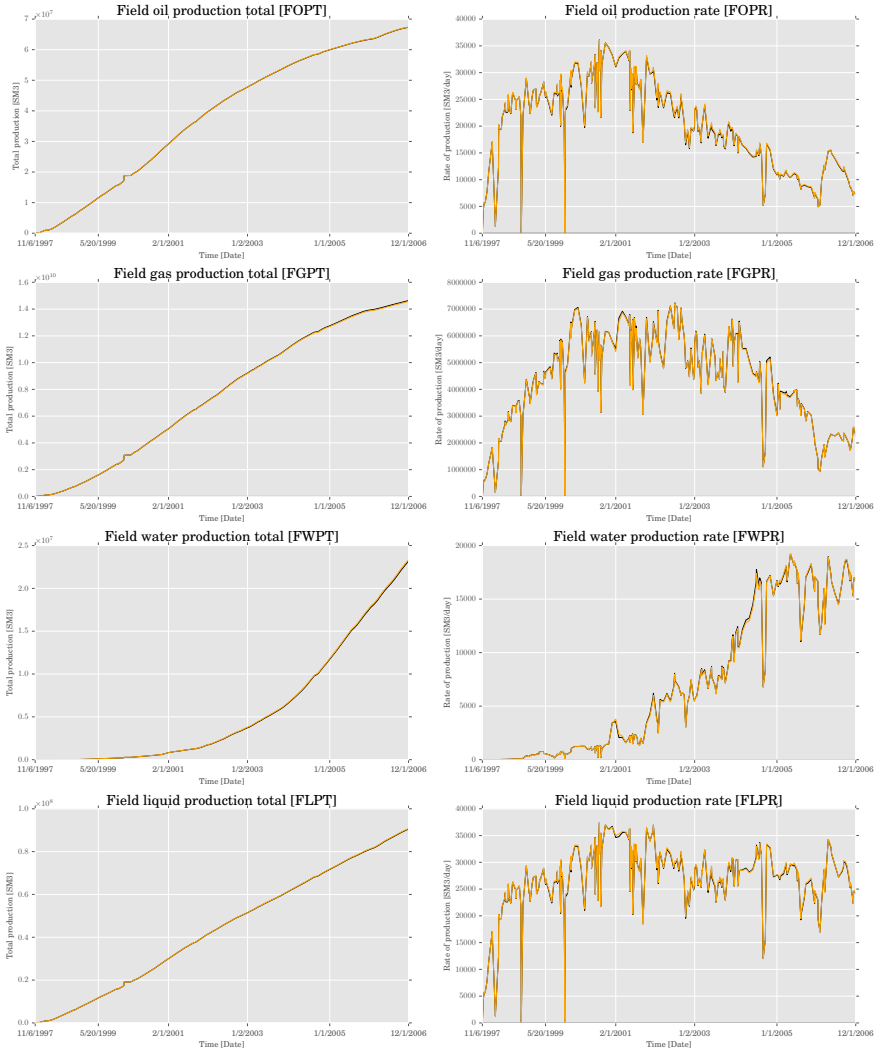 Field oil production total [FOPT]
×10⁷
Total production [SM3]
7
6
5
4
3
2
1
0
11/6/1997 5/20/1999 2/1/2001 1/2/2003 1/1/2005 12/1/2006
Time [Date]
Field oil production rate [FOPR]
Rate of production [SM3/day]
40000
35000
30000
25000
20000
15000
10000
5000
0
11/6/1997 5/20/1999 2/1/2001 1/2/2003 1/1/2005 12/1/2006
Time [Date]
Field gas production total [FGPT]
×10¹⁰
Total production [SM3]
1.6
1.4
1.2
1.0
0.8
0.6
0.4
0.2
0.0
11/6/1997 5/20/1999 2/1/2001 1/2/2003 1/1/2005 12/1/2006
Time [Date]
Field gas production rate [FGPR]
Rate of production [SM3/day]
8000000
7000000
6000000
5000000
4000000
3000000
2000000
1000000
0
11/6/1997 5/20/1999 2/1/2001 1/2/2003 1/1/2005 12/1/2006
Time [Date]
Field water production total [FWPT]
×10⁷
Total production [SM3]
2.5
2.0
1.5
1.0
0.5
0.0
11/6/1997 5/20/1999 2/1/2001 1/2/2003 1/1/2005 12/1/2006
Time [Date]
Field water production rate [FWPR]
Rate of production [SM3/day]
20000
15000
10000
5000
0
11/6/1997 5/20/1999 2/1/2001 1/2/2003 1/1/2005 12/1/2006
Time [Date]
Field liquid production total [FLPT]
×10⁸
Total production [SM3]
1.0
0.8
0.6
0.4
0.2
0.0
11/6/1997 5/20/1999 2/1/2001 1/2/2003 1/1/2005 12/1/2006
Time [Date]
Field liquid production rate [FLPR]
Rate of production [SM3/day]
40000
35000
30000
25000
20000
15000
10000
5000
0
11/6/1997 5/20/1999 2/1/2001 1/2/2003 1/1/2005 12/1/2006
Time [Date]